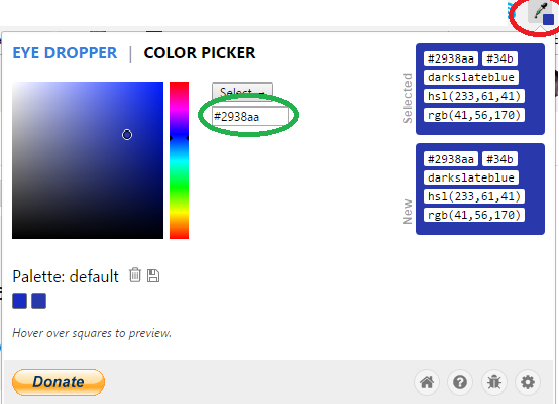 EYE DROPPER | COLOR PICKER
Select →
#2938aa
Selected
#2938aa #34b
darkslateblue
hsl(233,61,41)
rgb(41,56,170)
New
#2938aa #34b
darkslateblue
hsl(233,61,41)
rgb(41,56,170)
Palette: default
Hover over squares to preview.
Donate